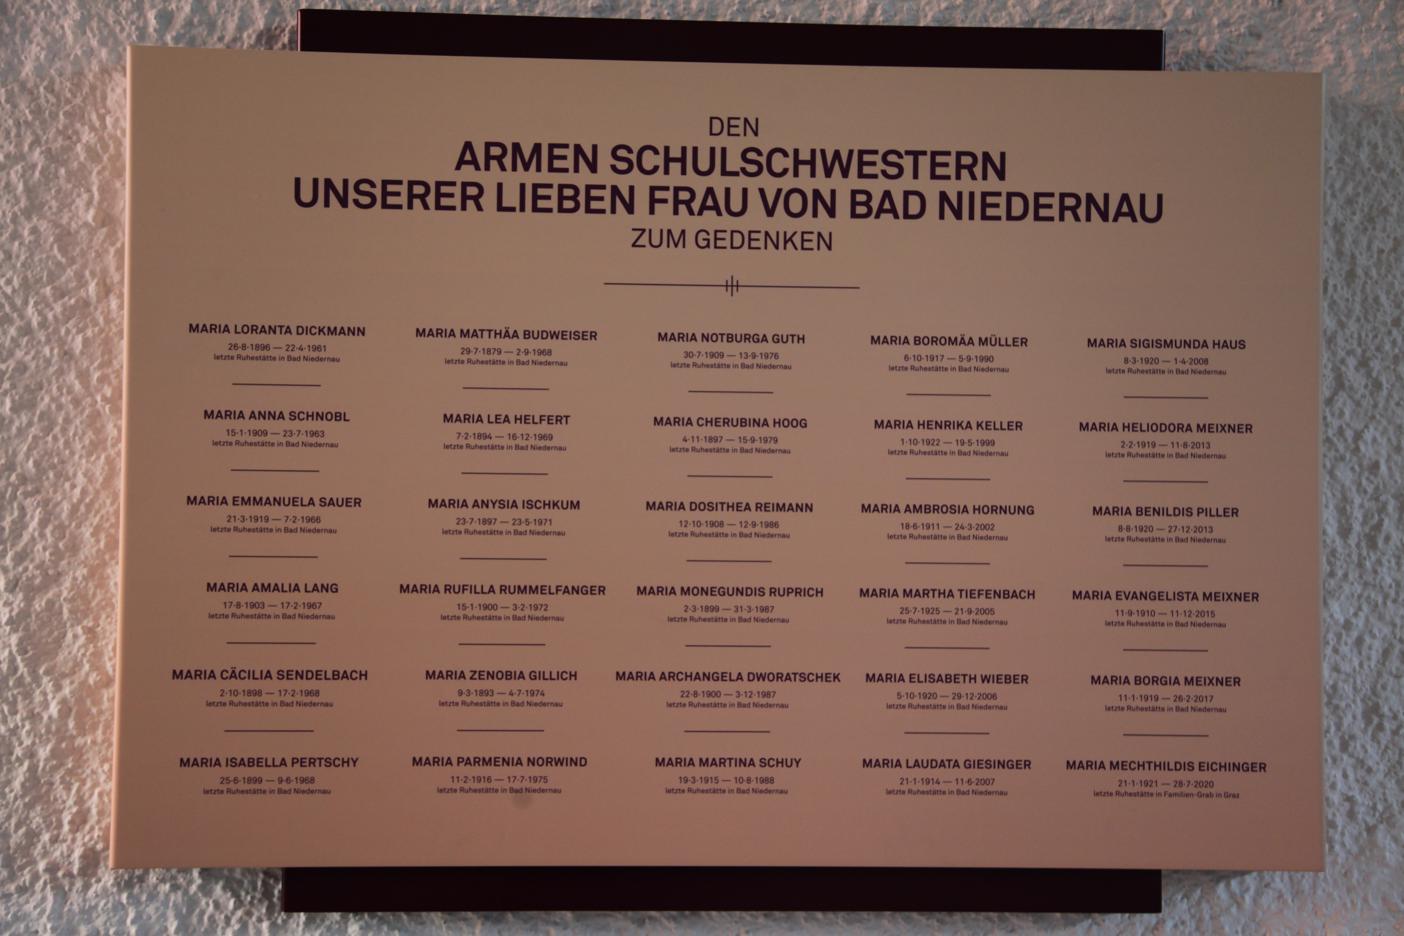 DEN
ARMEN SCHULSCHWESTERN
UNSERER LIEBEN FRAU VON BAD NIEDERNAU
ZUM GEDENKEN
MARIA LORANTA DICKMANN
26·8·1896 — 22·4·1961
letzte Ruhestätte in Bad Niedernau
MARIA ANNA SCHNOBL
15·1·1909 — 23·7·1963
letzte Ruhestätte in Bad Niedernau
MARIA EMMANUELA SAUER
21·3·1919 — 7·2·1966
letzte Ruhestätte in Bad Niedernau
MARIA AMALIA LANG
17·8·1903 — 17·2·1967
letzte Ruhestätte in Bad Niedernau
MARIA CÄCILIA SENDELBACH
2·10·1898 — 17·2·1968
letzte Ruhestätte in Bad Niedernau
MARIA ISABELLA PERTSCHY
25·6·1899 — 9·6·1968
letzte Ruhestätte in Bad Niedernau
MARIA MATTHÄA BUDWEISER
29·7·1879 — 2·9·1968
letzte Ruhestätte in Bad Niedernau
MARIA LEA HELFERT
7·2·1894 — 16·12·1969
letzte Ruhestätte in Bad Niedernau
MARIA ANYSIA ISCHKUM
23·7·1897 — 23·5·1971
letzte Ruhestätte in Bad Niedernau
MARIA RUFILLA RUMMELFANGER
15·1·1900 — 3·2·1972
letzte Ruhestätte in Bad Niedernau
MARIA ZENOBIA GILLICH
9·3·1893 — 4·7·1974
letzte Ruhestätte in Bad Niedernau
MARIA PARMENIA NORWIND
11·2·1916 — 17·7·1975
letzte Ruhestätte in Bad Niedernau
MARIA NOTBURGA GUTH
30·7·1909 — 13·9·1976
letzte Ruhestätte in Bad Niedernau
MARIA CHERUBINA HOOG
4·11·1897 — 15·9·1979
letzte Ruhestätte in Bad Niedernau
MARIA DOSITHEA REIMANN
12·10·1908 — 12·9·1986
letzte Ruhestätte in Bad Niedernau
MARIA MONEGUNDIS RUPRICH
2·3·1899 — 31·3·1987
letzte Ruhestätte in Bad Niedernau
MARIA ARCHANGELA DWORATSCHEK
22·8·1900 — 3·12·1987
letzte Ruhestätte in Bad Niedernau
MARIA MARTINA SCHUY
19·3·1915 — 10·8·1988
letzte Ruhestätte in Bad Niedernau
MARIA BOROMÄA MÜLLER
6·10·1917 — 5·9·1990
letzte Ruhestätte in Bad Niedernau
MARIA HENRIKA KELLER
1·10·1922 — 19·5·1999
letzte Ruhestätte in Bad Niedernau
MARIA AMBROSIA HORNUNG
18·6·1911 — 24·3·2002
letzte Ruhestätte in Bad Niedernau
MARIA MARTHA TIEFENBACH
25·7·1925 — 21·9·2005
letzte Ruhestätte in Bad Niedernau
MARIA ELISABETH WIEBER
5·10·1920 — 29·12·2006
letzte Ruhestätte in Bad Niedernau
MARIA LAUDATA GIESINGER
21·1·1914 — 11·6·2007
letzte Ruhestätte in Bad Niedernau
MARIA SIGISMUNDA HAUS
8·3·1920 — 1·4·2008
letzte Ruhestätte in Bad Niedernau
MARIA HELIODORA MEIXNER
2·2·1919 — 11·8·2013
letzte Ruhestätte in Bad Niedernau
MARIA BENILDIS PILLER
8·8·1920 — 27·12·2013
letzte Ruhestätte in Bad Niedernau
MARIA EVANGELISTA MEIXNER
11·9·1910 — 11·12·2015
letzte Ruhestätte in Bad Niedernau
MARIA BORGIA MEIXNER
11·1·1919 — 26·2·2017
letzte Ruhestätte in Bad Niedernau
MARIA MECHTHILDIS EICHINGER
21·1·1921 — 28·7·2020
letzte Ruhestätte in Familien-Grab in Graz